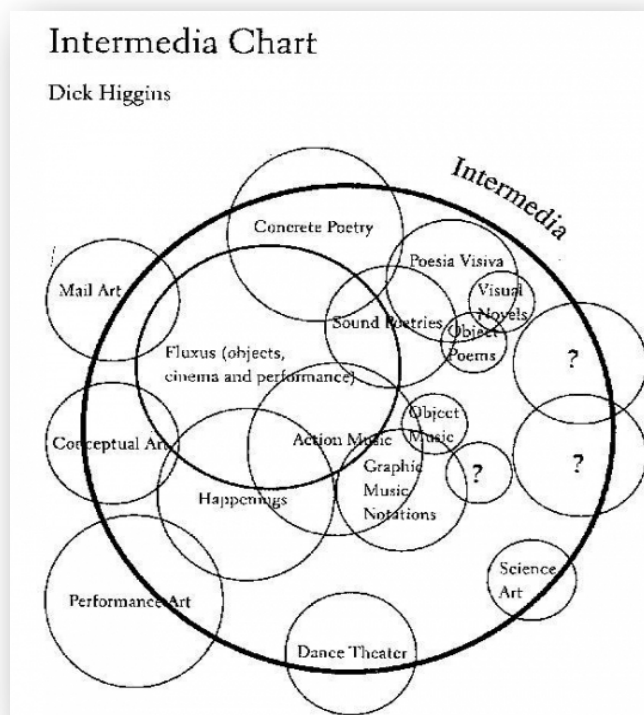 Intermedia Chart
Dick Higgins
Intermedia
Concrete Poetry
Poesia Visiva
Mail Art
Visual
Novels
Sound Poetries
Object
Poems
Fluxus (objects,
cinema and performance)
?
Object
Music
Conceptual Art
Action Music
Graphic
Music
Notations
?
?
Happenings
Science
Art
Performance Art
Dance Theater